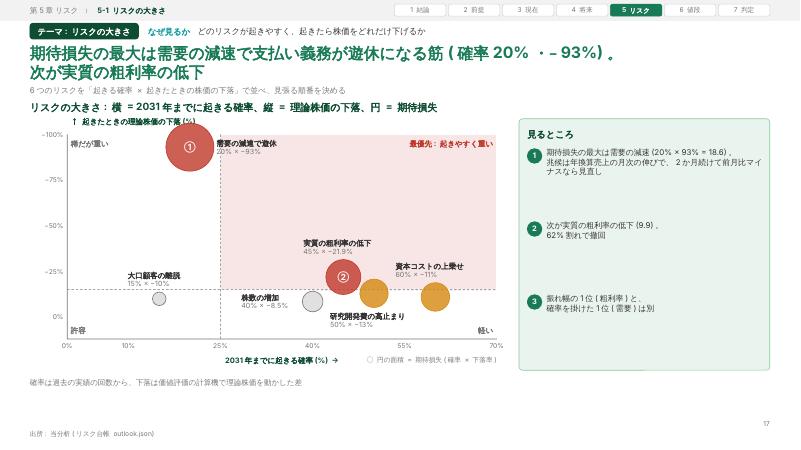 第 5 章 リスク | 5-1 リスクの大きさ
1 結論
2 前提
3 現在
4 将来
5 リスク
6 値段
7 判定
テーマ：リスクの大きさ
なぜ見るか どのリスクが起きやすく、起きたら株価をどれだけ下げるか
期待損失の最大は需要の減速で支払い義務が遊休になる筋 ( 確率 20% ・− 93%) 。
次が実質の粗利率の低下
6 つのリスクを「起きる確率 × 起きたときの株価の下落」で並べ、見張る順番を決める
リスクの大きさ：横 = 2031 年までに起きる確率、縦 = 理論株価の下落、円 = 期待損失
↑ 起きたときの理論株価の下落 (%)
−100%
−75%
−50%
−25%
0%
稀だが重い
最優先：起きやすく重い
①
需要の減速で遊休
20% × −93%
実質の粗利率の低下
45% × −21.9%
②
資本コストの上乗せ
60% × −11%
大口顧客の離脱
15% × −10%
株数の増加
40% × −8.5%
研究開発費の高止まり
50% × −13%
許容
軽い
0%
10%
25%
40%
55%
70%
2031 年までに起きる確率 (%) →
○ 円の面積 = 期待損失 ( 確率 × 下落率 )
見るところ
1 期待損失の最大は需要の減速 (20% × 93% = 18.6) 。
兆候は年換算売上の月次の伸びで、 2 か月続けて前月比マイ
ナスなら見直し
2 次が実質の粗利率の低下 (9.9) 。
62% 割れで撤回
3 振れ幅の 1 位 ( 粗利率 ) と、
確率を掛けた 1 位 ( 需要 ) は別
確率は過去の実績の回数から、下落は価値評価の計算機で理論株価を動かした差
17
出所：当分析 ( リスク台帳 outlook.json)